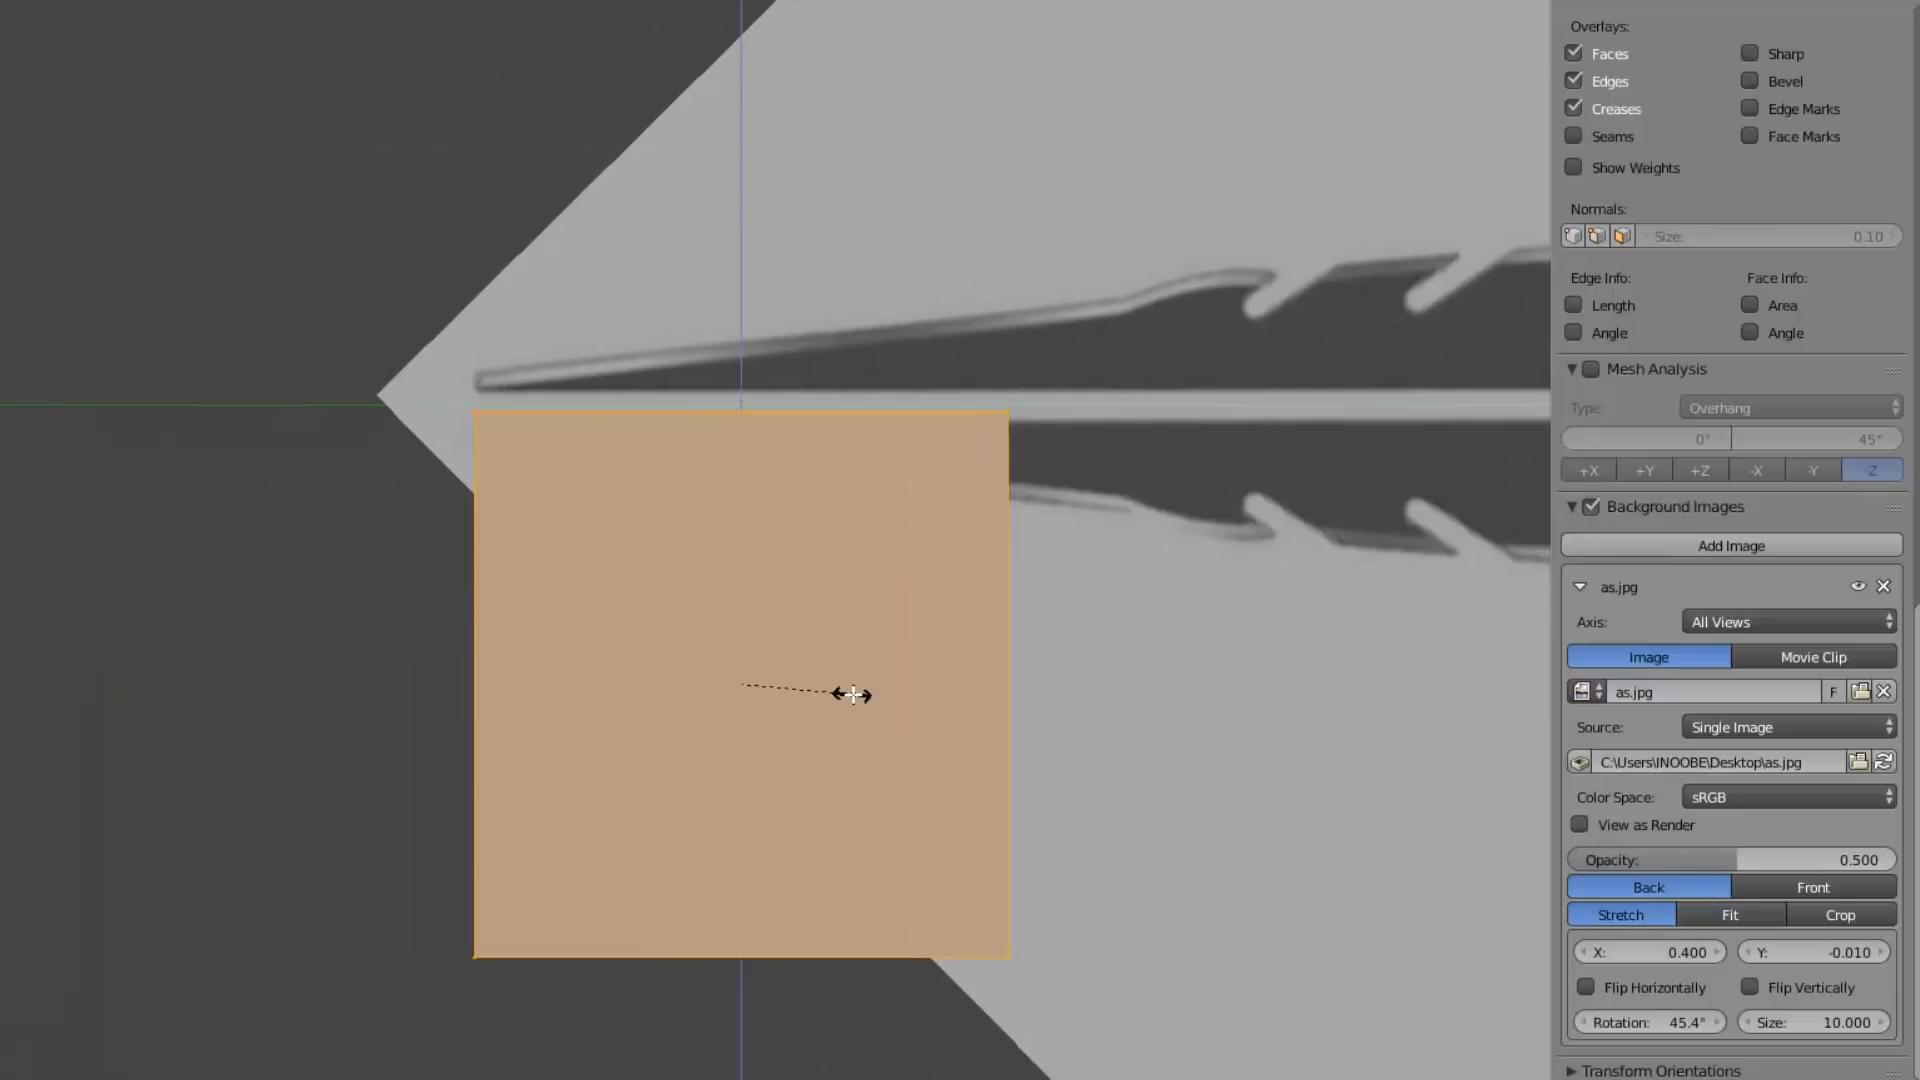 Overlays:
Faces Sharp
Edges Bevel
Creases Edge Marks
Seams Face Marks
Show Weights
Normals:
Size: 0.10
Edge Info: Face Info:
Length Area
Angle Angle
Mesh Analysis
Type: Overhang
0° 45°
+X +Y +Z -X -Y -Z
Background Images
Add Image
as.jpg
Axis: All Views
Image Movie Clip
as.jpg F
Source: Single Image
C:\Users\INOOBE\Desktop\as.jpg
Color Space: sRGB
View as Render
Opacity: 0.500
Back Front
Stretch Fit Crop
X: 0.400 Y: -0.010
Flip Horizontally Flip Vertically
Rotation: 45.4° Size: 10.000
Transform Orientations